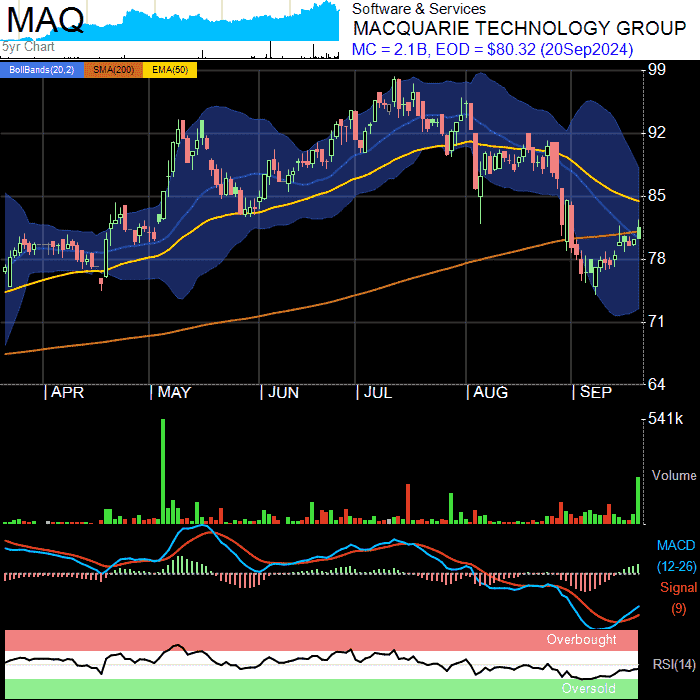 MAQ
5yr Chart
Software & Services
MACQUARIE TECHNOLOGY GROUP
MC = 2.1B, EOD = $80.32 (20Sep2024)
BollBands(20,2) SMA(200) EMA(50)
99
92
85
78
71
64
APR MAY JUN JUL AUG SEP
541k
Volume
MACD
(12-26)
Signal
(9)
Overbought
RSI(14)
Oversold